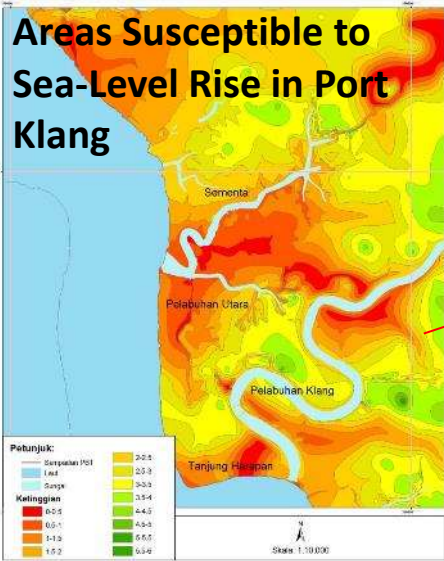 Areas Susceptible to
Sea-Level Rise in Port
Klang
Sementa
Pelabuhan Utara
Pelabuhan Klang
Tanjung Harapan
Petunjuk:
Sempadan PBT
Laut
Sungai
Ketinggian
0-0.5
0.5-1
1-1.5
1.5-2
2-2.5
2.5-3
3-3.5
3.5-4
4-4.5
4.5-5
5-5.5
5.5-6
Skala: 1:10,000